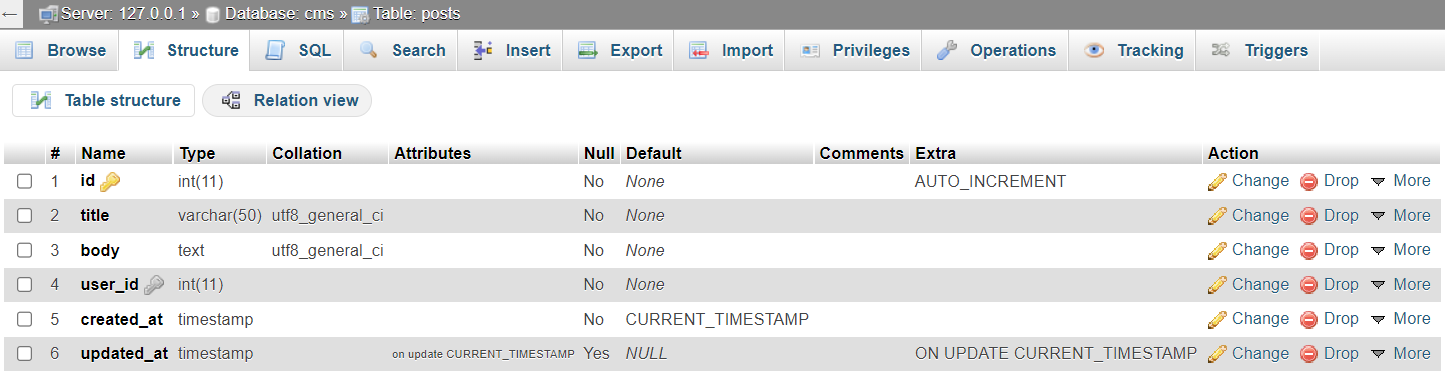 ← Server: 127.0.0.1 » Database: cms » Table: posts
Browse Structure SQL Search Insert Export Import Privileges Operations Tracking Triggers
Table structure Relation view
# Name Type Collation Attributes Null Default Comments Extra Action
1 id int(11) No None AUTO_INCREMENT Change Drop More
2 title varchar(50) utf8_general_ci No None Change Drop More
3 body text utf8_general_ci No None Change Drop More
4 user_id int(11) No None Change Drop More
5 created_at timestamp No CURRENT_TIMESTAMP Change Drop More
6 updated_at timestamp on update CURRENT_TIMESTAMP Yes NULL ON UPDATE CURRENT_TIMESTAMP Change Drop More